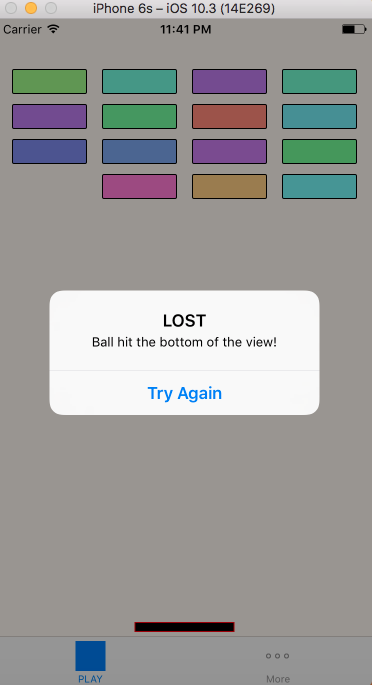 iPhone 6s – iOS 10.3 (14E269)
Carrier 11:41 PM
LOST
Ball hit the bottom of the view!
Try Again
PLAY More